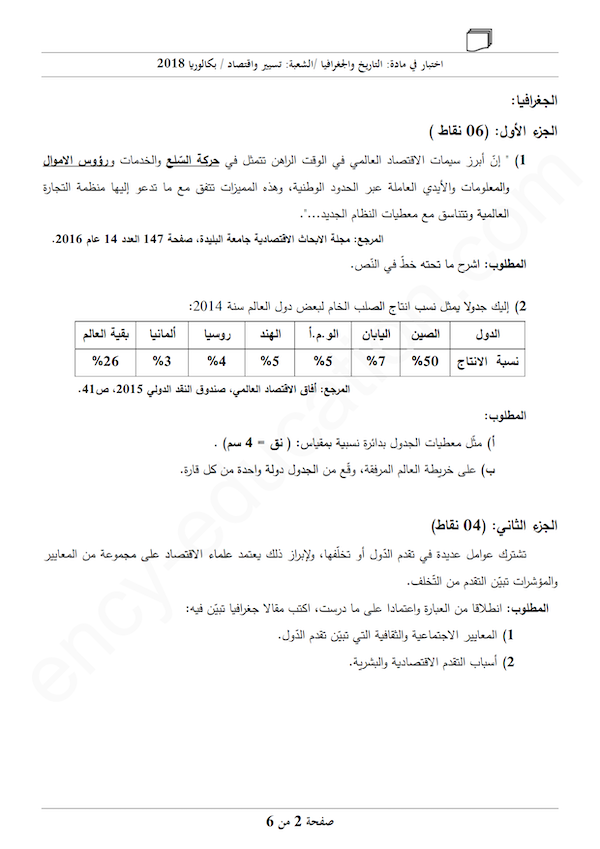 اختبار في مادة: التاريخ والجغرافيا /الشعبة: تسيير واقتصاد / بكالوريا 2018
الجغرافيا:
الجزء الأول: (06 نقاط )
1) " إنّ أبرز سيمات الاقتصاد العالمي في الوقت الراهن تتمثل في حركة السّلع والخدمات ورؤوس الاموال
والمعلومات والأيدي العاملة عبر الحدود الوطنية، وهذه المميزات تتفق مع ما تدعو إليها منظمة التجارة
العالمية وتتناسق مع معطيات النظام الجديد...".
المرجع: مجلة الابحاث الاقتصادية جامعة البليدة، صفحة 147 العدد 14 عام 2016.
المطلوب: اشرح ما تحته خطّ في النّص.
2) إليك جدولا يمثل نسب انتاج الصلب الخام لبعض دول العالم سنة 2014:
الدول الصين اليابان الو.م.أ الهند روسيا ألمانيا بقية العالم
نسبة الانتاج 50% 7% 5% 5% 4% 3% 26%
المرجع: أفاق الاقتصاد العالمي، صندوق النقد الدولي 2015، ص41.
المطلوب:
أ) مثّل معطيات الجدول بدائرة نسبية بمقياس: ( نق = 4 سم) .
ب) على خريطة العالم المرفقة، وقّع من الجدول دولة واحدة من كل قارة.
الجزء الثاني: (04 نقاط)
تشترك عوامل عديدة في تقدم الدّول أو تخلّفها، ولإبراز ذلك يعتمد علماء الاقتصاد على مجموعة من المعايير
والمؤشرات تبيّن التقدم من التّخلف.
المطلوب: انطلاقا من العبارة واعتمادا على ما درست، اكتب مقالا جغرافيا تبيّن فيه:
1) المعايير الاجتماعية والثقافية التي تبيّن تقدم الدّول.
2) أسباب التقدم الاقتصادية والبشرية.
صفحة 2 من 6
ency-education.com